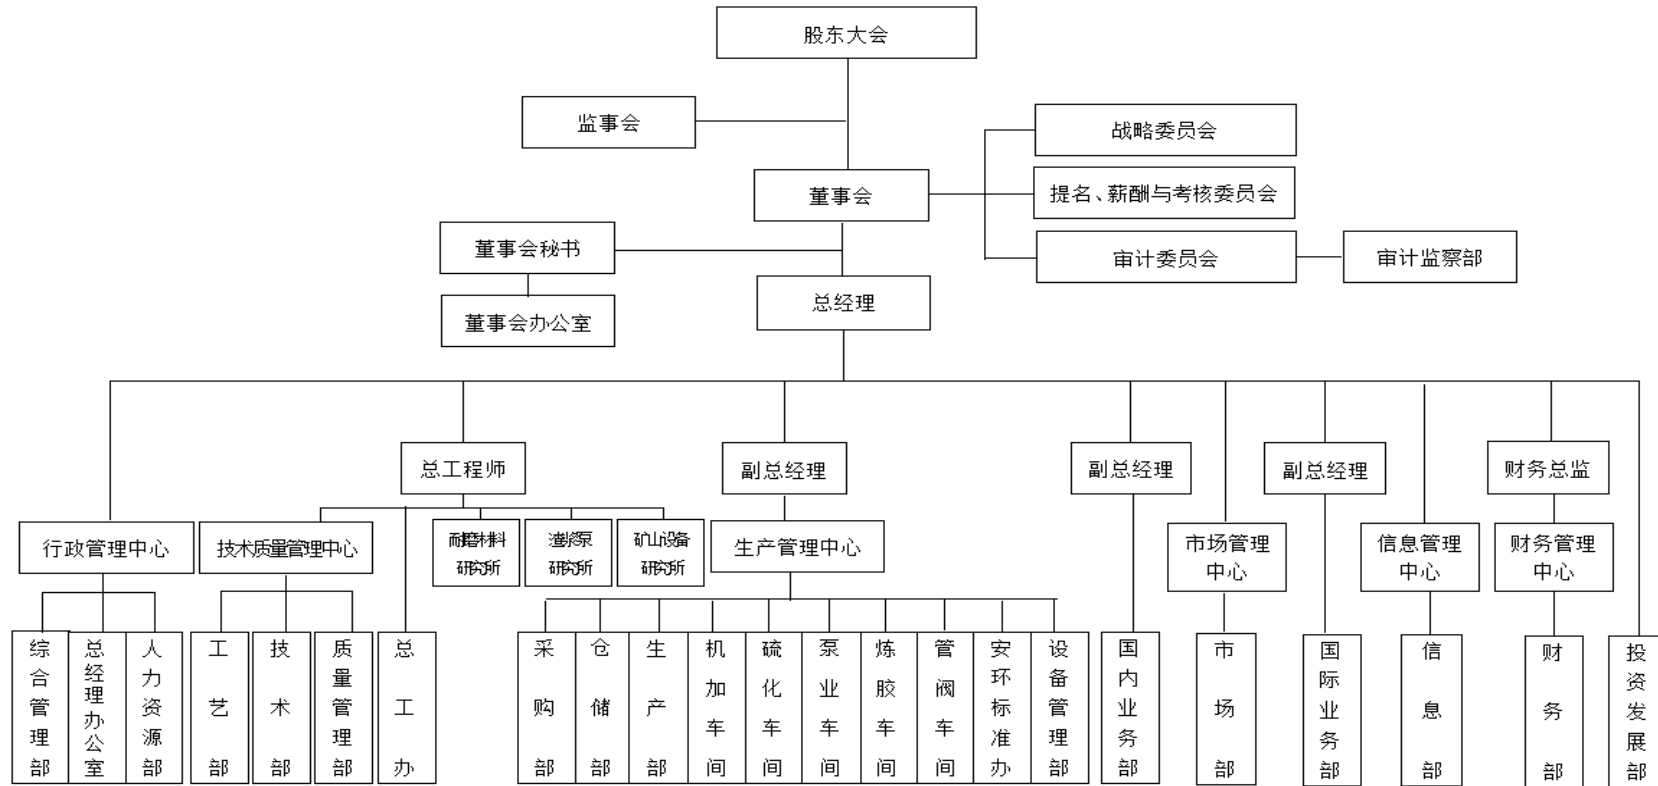 股东大会
监事会
战略委员会
董事会
提名、薪酬与考核委员会
董事会秘书
审计委员会
审计监察部
总经理
董事会办公室
总工程师
副总经理
副总经理
副总经理
财务总监
行政管理中心
技术质量管理中心
耐磨材料
研究所
渣浆泵
研究所
矿山设备
研究所
生产管理中心
市场管理
中心
信息管理
中心
财务管理
中心
综合管理部
总经理办公室
人力资源部
工艺部
技术部
质量管理部
总工办
采购部
仓储部
生产部
机加车间
硫化车间
泵业车间
炼胶车间
管阀车间
安环标准办
设备管理部
国内业务部
市场部
国际业务部
信息部
财务部
投资发展部